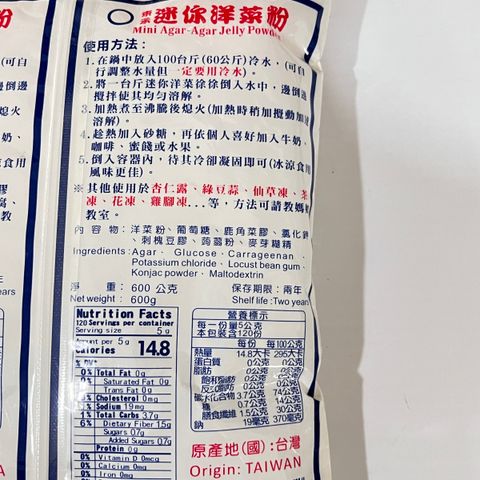 粉
東承 迷你洋菜粉
Mini Agar-Agar Jelly Powder
使用方法:
1.在鍋中放入100台斤(60公斤)冷水,(可自
行調整水量但一定要用冷水)。
2.將一台斤迷你洋菜徐徐倒入水中,邊倒邊
攪拌使其均勻溶解。
3.加熱煮至沸騰後熄火(加熱時稍加攪動加速
溶解)。
4.趁熱加入砂糖,再依個人喜好加入牛奶、
咖啡、蜜餞或水果。
5.倒入容器內,待其冷卻凝固即可(冰涼食用
風味更佳)。
※其他使用於杏仁露、綠豆蒜、仙草凍、茶
凍、花凍、雞腳凍...等,方法可請教媽媽
教室。
內容物:洋菜粉、葡萄糖、鹿角菜膠、氯化鉀
、刺槐豆膠、蒟蒻粉、麥芽糊精
Ingredients: Agar、Glucose、Carrageenan、
Potassium chloride、Locust bean gum、
Konjac powder、Maltodextrin
淨 重: 600 公克 保存期限:兩年
Net weight: 600g Shelf life:Two years
Nutrition Facts
120 Servings per container
Serving size 5g
Amount per 5g
Calories 14.8
% DV*
0% Total Fat 0g
0% Saturated Fat 0g
Trans Fat 0g
0% Cholesterol 0mg
1% Sodium 19mg
1% Total Carbs 3.7g
6% Dietary Fiber 1.5g
Sugars 0.7g
Added Sugars 0.7g
Protein 0g
0% Vitamin D 0mcg
0% Calcium 0mg
0% Iron 0mg
營養標示
每一份量5公克
本包裝含120份
每份 每100公克
熱量 14.8大卡 295大卡
蛋白質 0公克 0公克
脂肪 0公克 0公克
飽和脂肪 0公克 0公克
反式脂肪 0公克 0公克
碳水化合物 3.7公克 74公克
糖 0.7公克 14公克
膳食纖維 1.5公克 30公克
鈉 19毫克 370毫克
原產地(國):台灣
Origin: TAIWAN